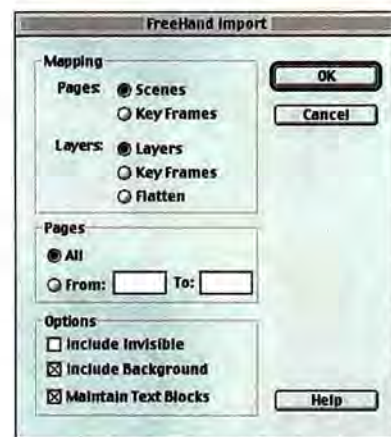 FreeHand Import
Mapping
Pages: Scenes
Key Frames
Layers: Layers
Key Frames
Flatten
OK
Cancel
Pages
All
From: To:
Options
Include Invisible
Include Background
Maintain Text Blocks
Help